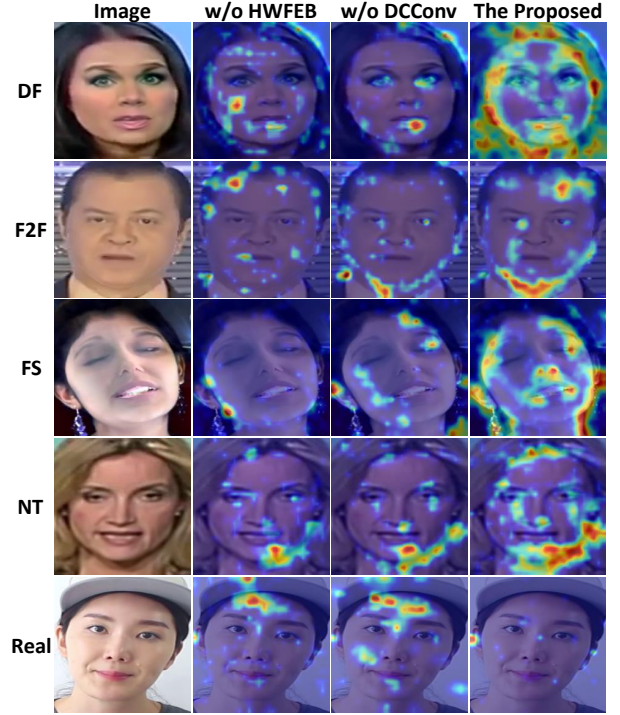 Image w/o HWFEB w/o DCConv The Proposed
DF
F2F
FS
NT
Real